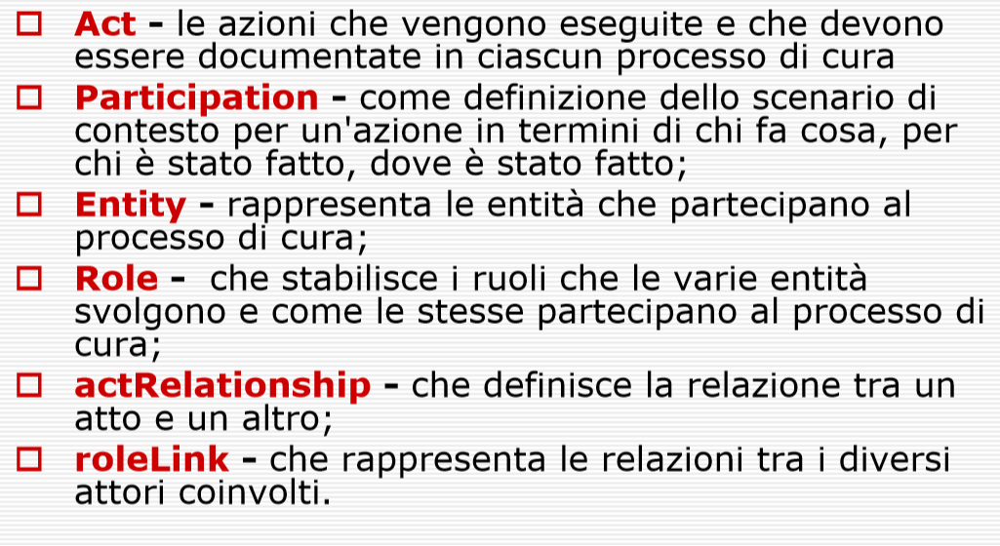 Act - le azioni che vengono eseguite e che devono
essere documentate in ciascun processo di cura
Participation - come definizione dello scenario di
contesto per un'azione in termini di chi fa cosa, per
chi è stato fatto, dove è stato fatto;
Entity - rappresenta le entità che partecipano al
processo di cura;
Role - che stabilisce i ruoli che le varie entità
svolgono e come le stesse partecipano al processo di
cura;
actRelationship - che definisce la relazione tra un
atto e un altro;
roleLink - che rappresenta le relazioni tra i diversi
attori coinvolti.